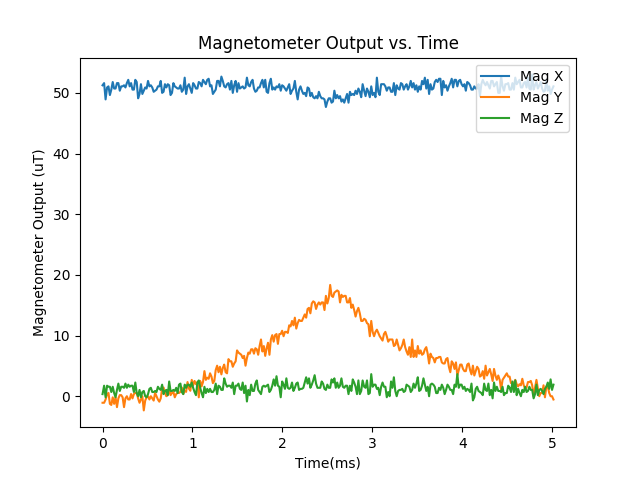 Magnetometer Output vs. Time
Mag X
Mag Y
Mag Z
Magnetometer Output (uT)
50
40
30
20
10
0
0 1 2 3 4 5
Time(ms)